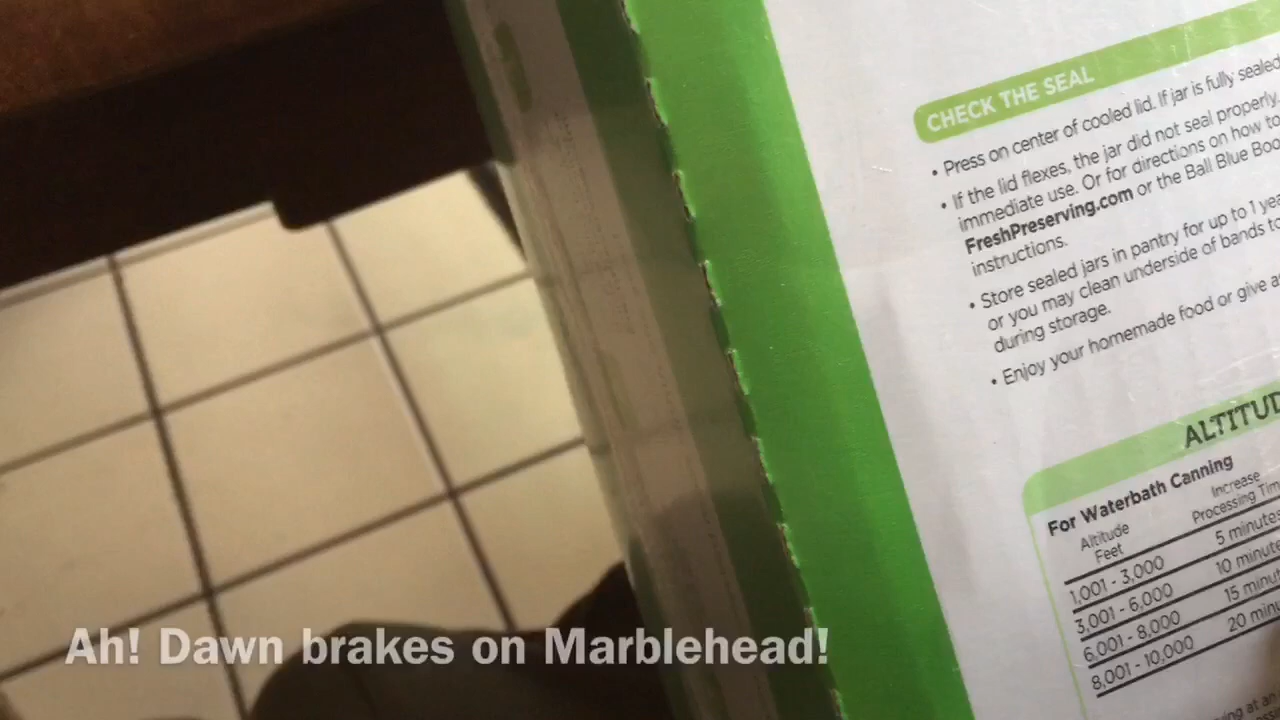 CHECK THE SEAL
• Press on center of cooled lid. If jar is fully sealed
• If the lid flexes, the jar did not seal properly.
immediate use. Or for directions on how to
FreshPreserving.com or the Ball Blue Boo
instructions.
• Store sealed jars in pantry for up to 1 yea
or you may clean underside of bands to
during storage.
• Enjoy your homemade food or give a
ALTITUD
For Waterbath Canning
Altitude Increase
Feet Processing Tim
1,001 - 3,000 5 minutes
3,001 - 6,000 10 minute
6,001 - 8,000 15 minut
8,001 - 10,000 20 min
Ah! Dawn brakes on Marblehead!